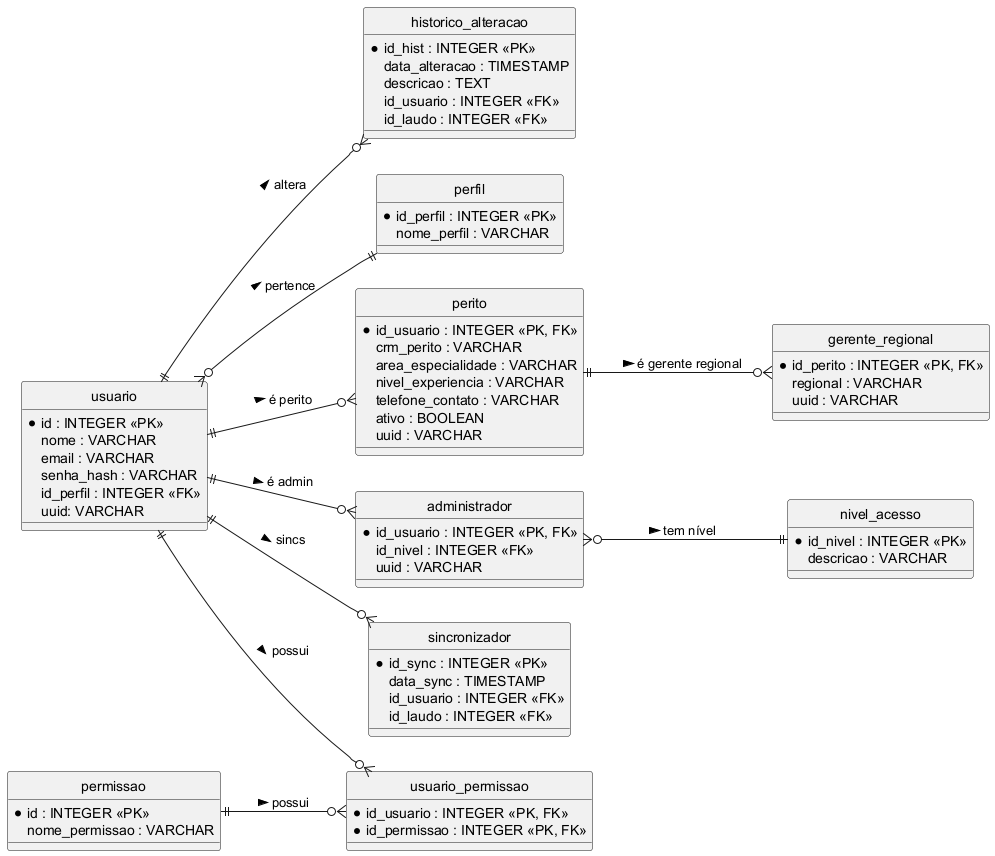 historico_alteracao
id_hist : INTEGER «PK»
data_alteracao : TIMESTAMP
descricao : TEXT
id_usuario : INTEGER «FK»
id_laudo : INTEGER «FK»
altera
perfil
id_perfil : INTEGER «PK»
nome_perfil : VARCHAR
pertence
perito
id_usuario : INTEGER «PK, FK»
crm_perito : VARCHAR
area_especialidade : VARCHAR
nivel_experiencia : VARCHAR
telefone_contato : VARCHAR
ativo : BOOLEAN
uuid : VARCHAR
é gerente regional
gerente_regional
id_perito : INTEGER «PK, FK»
regional : VARCHAR
uuid : VARCHAR
usuario
id : INTEGER «PK»
nome : VARCHAR
email : VARCHAR
senha_hash : VARCHAR
id_perfil : INTEGER «FK»
uuid: VARCHAR
é perito
é admin
administrador
id_usuario : INTEGER «PK, FK»
id_nivel : INTEGER «FK»
uuid : VARCHAR
tem nível
nivel_acesso
id_nivel : INTEGER «PK»
descricao : VARCHAR
sincs
sincronizador
id_sync : INTEGER «PK»
data_sync : TIMESTAMP
id_usuario : INTEGER «FK»
id_laudo : INTEGER «FK»
possui
permissao
id : INTEGER «PK»
nome_permissao : VARCHAR
possui
usuario_permissao
id_usuario : INTEGER «PK, FK»
id_permissao : INTEGER «PK, FK»